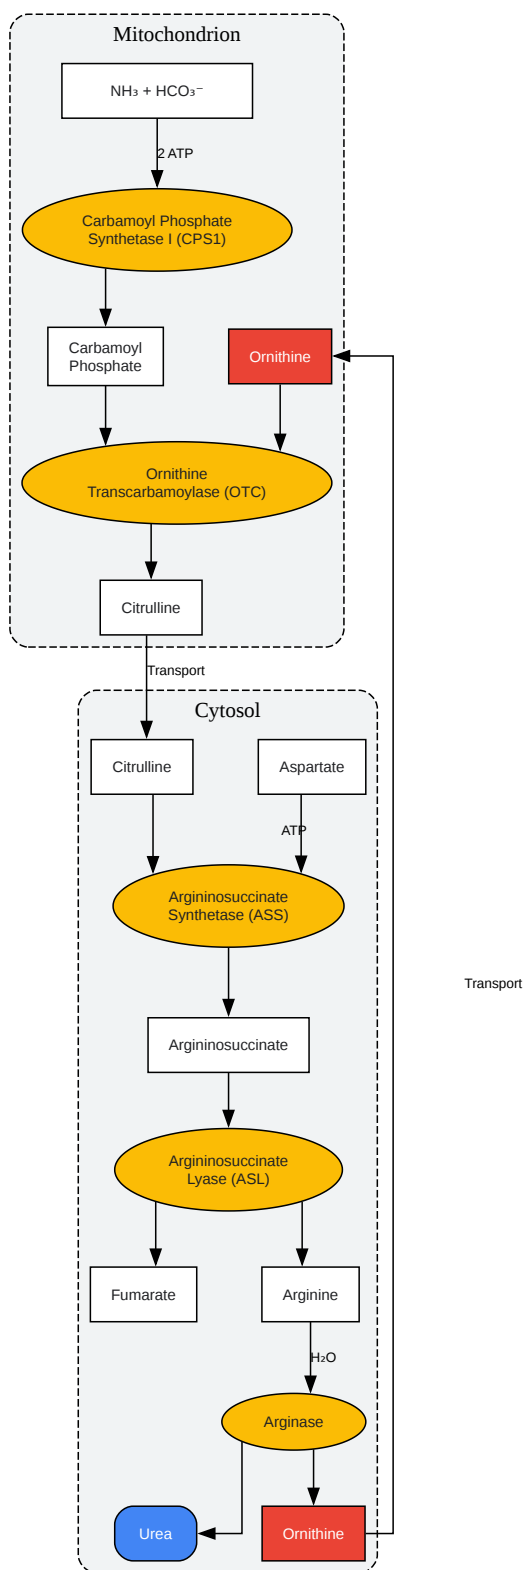 Mitochondrion
NH₃ + HCO₃⁻
2 ATP
Carbamoyl Phosphate
Synthetase I (CPS1)
Carbamoyl
Phosphate
Ornithine
Ornithine
Transcarbamoylase (OTC)
Citrulline
Transport
Cytosol
Citrulline
Aspartate
ATP
Argininosuccinate
Synthetase (ASS)
Transport
Argininosuccinate
Argininosuccinate
Lyase (ASL)
Fumarate
Arginine
H₂O
Arginase
Urea
Ornithine